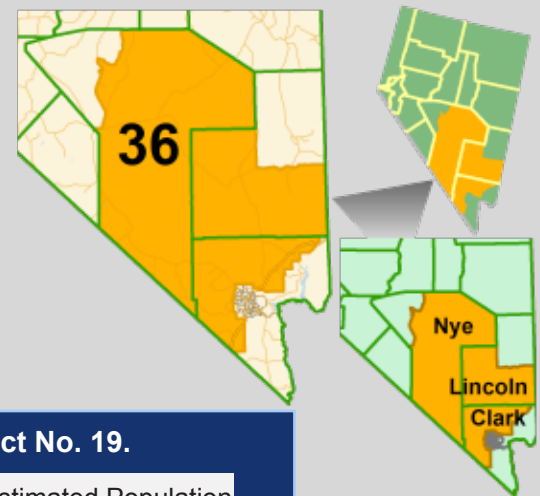 36
Nye
Lincoln
Clark
ct No. 19.
stimated Population